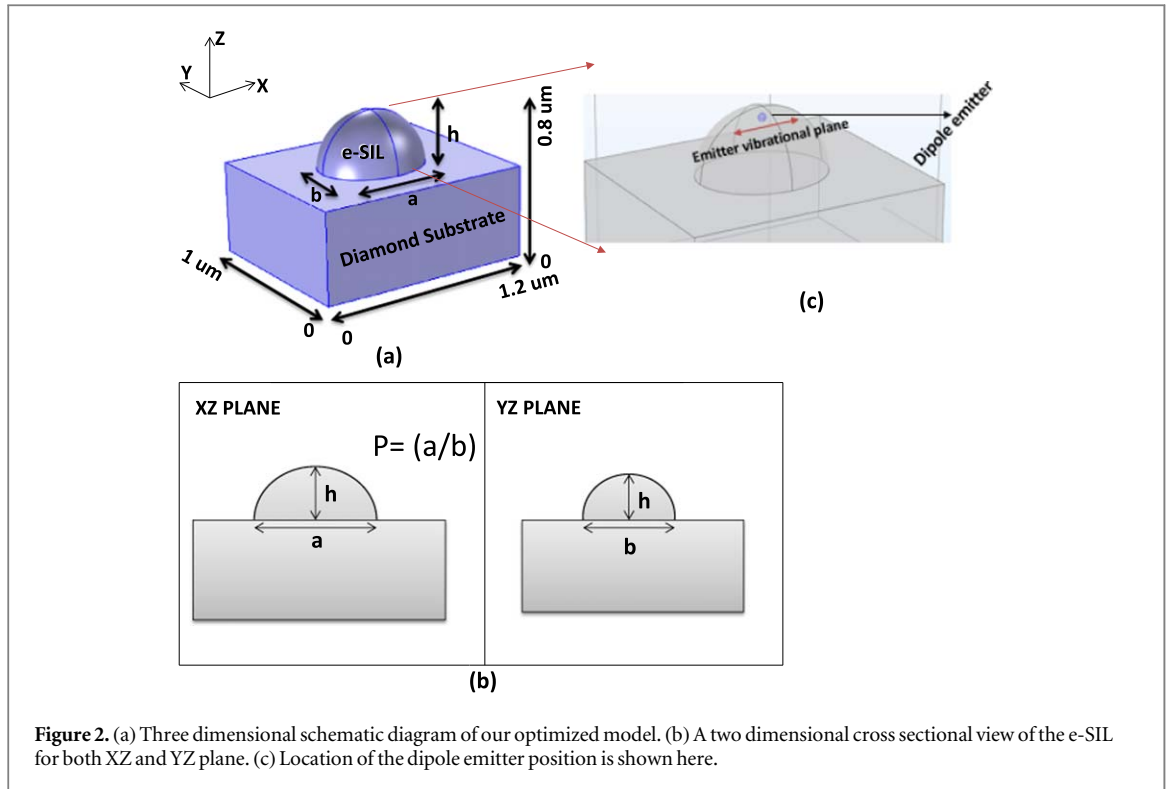 Z
Y
X
e-SIL
h
b
a
0.8 um
Diamond Substrate
1 um
0
1.2 um
0
0
(a)
Emitter vibrational plane
Dipole emitter
(c)
XZ PLANE
P= (a/b)
h
a
YZ PLANE
h
b
(b)
Figure 2. (a) Three dimensional schematic diagram of our optimized model. (b) A two dimensional cross sectional view of the e-SIL
for both XZ and YZ plane. (c) Location of the dipole emitter position is shown here.